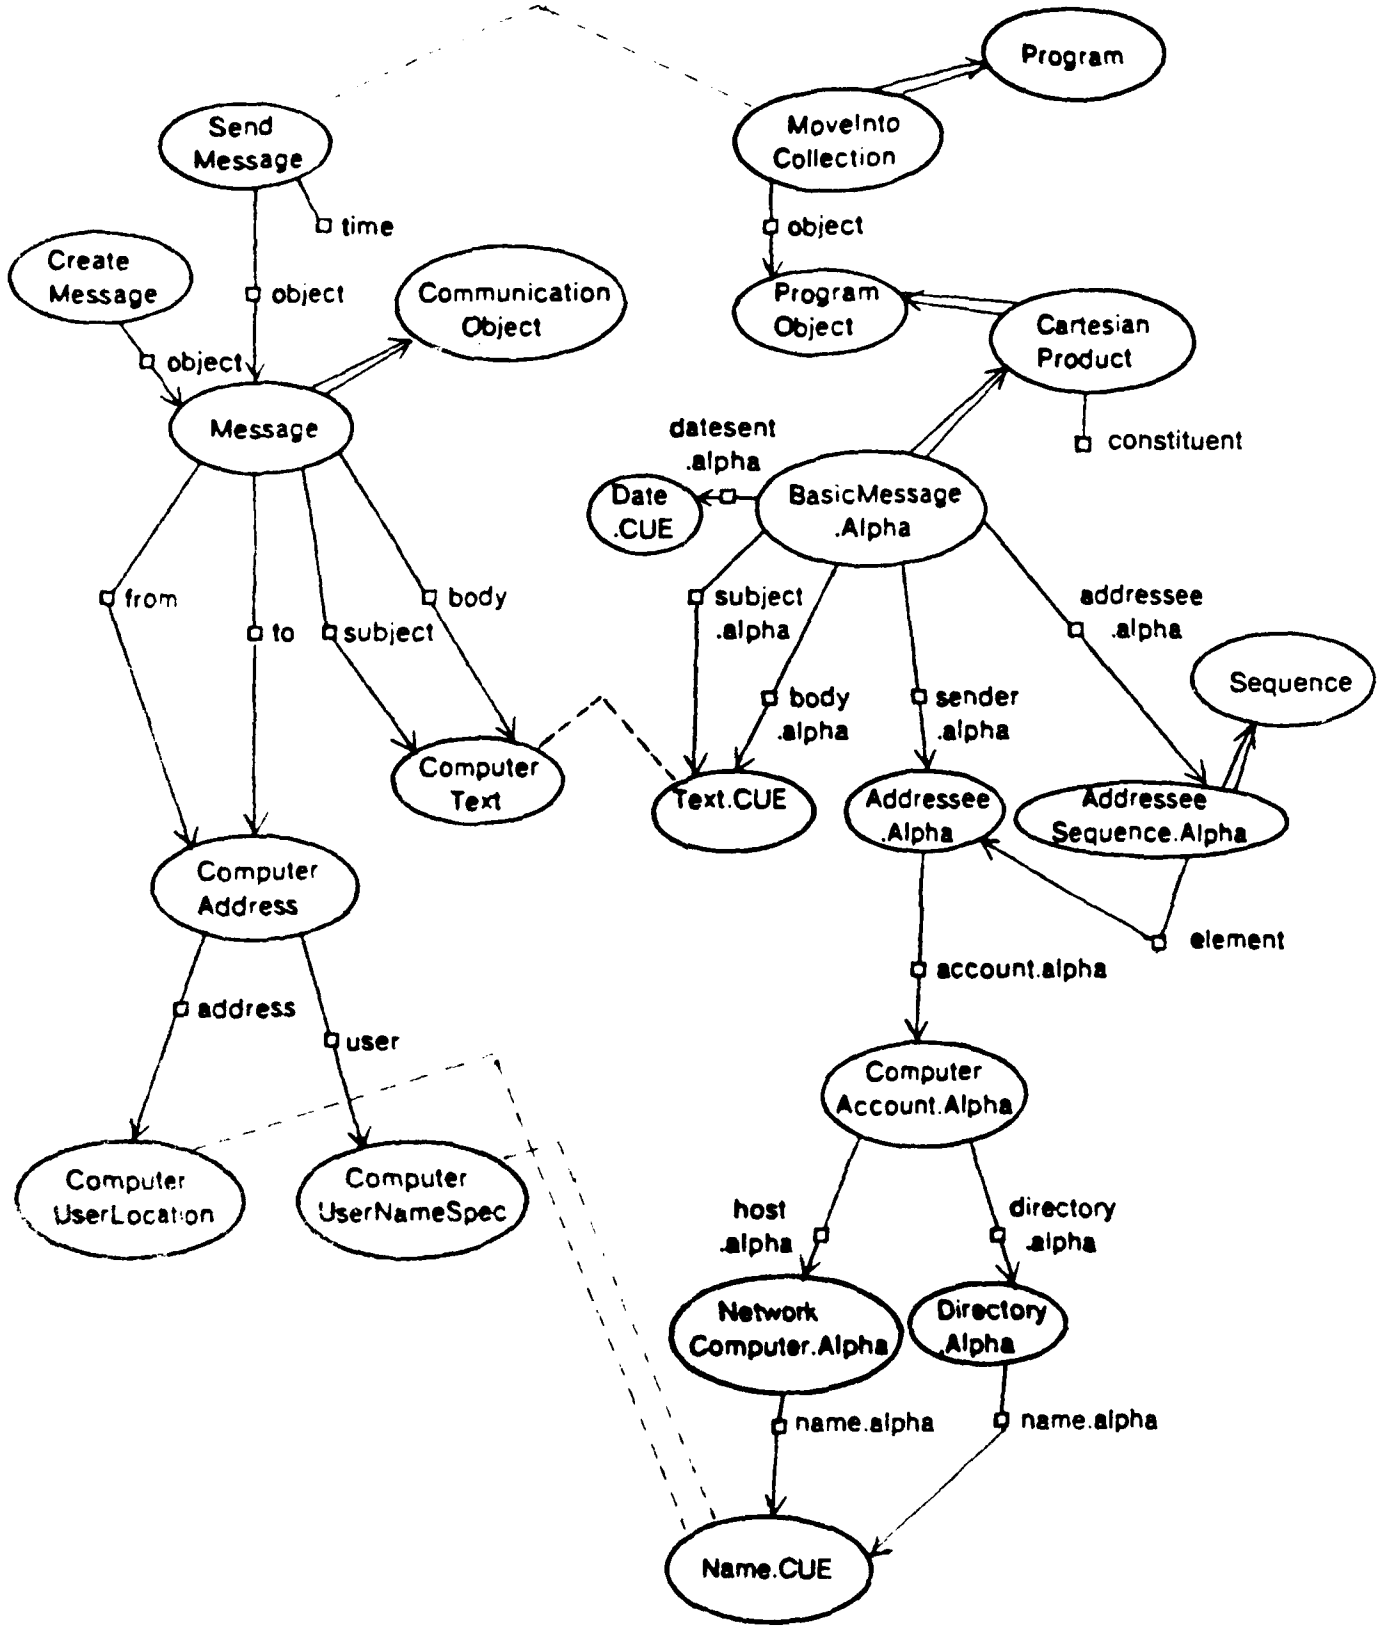 Program
Send
Message
MoveInto
Collection
time
object
Create
Message
object
Communication
Object
Program
Object
Cartesian
Product
object
Message
constituent
datesent
.alpha
Date
.CUE
BasicMessage
.Alpha
from
to
subject
body
subject
.alpha
body
.alpha
sender
.alpha
addressee
.alpha
Sequence
Computer
Text
Text.CUE
Addressee
.Alpha
Addressee
Sequence.Alpha
Computer
Address
element
account.alpha
address
user
Computer
Account.Alpha
Computer
UserLocation
Computer
UserNameSpec
host
.alpha
directory
.alpha
Network
Computer.Alpha
Directory
.Alpha
name.alpha
name.alpha
Name.CUE